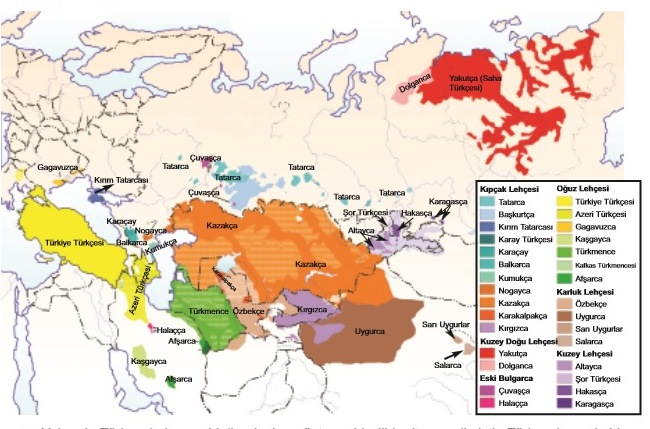 Dolganca
Yakutça (Saha
Türkçesi)
Gagavuzca
Kırım Tatarcası
Tatarca
Çuvaşça
Tatarca
Çuvaşça
Tatarca
Tatarca
Tatarca
Karagaşça
Şor Türkçesi
Hakasça
Altayca
Karaçay
Nogayca
Balkarca
Kumukça
Türkiye Türkçesi
Azeri Türkçesi
Kazakça
Kazakça
Karakalpakça
Türkmence
Özbekçe
Kırgızca
Uygurca
Sarı Uygurlar
Salarca
Halaçça
Afşarca
Kaşgayca
Afşarca
Kıpçak Lehçesi
Tatarca
Başkurtça
Kırım Tatarcası
Karay Türkçesi
Karaçay
Balkarca
Kumukça
Nogayca
Kazakça
Karakalpakça
Kırgızca
Kuzey Doğu Lehçesi
Yakutça
Dolganca
Eski Bulgarca
Çuvaşça
Halaçça
Oğuz Lehçesi
Türkiye Türkçesi
Azeri Türkçesi
Gagavuzca
Kaşgayca
Türkmence
Kafkas Türkmencesi
Afşarca
Karluk Lehçesi
Özbekçe
Uygurca
Sarı Uygurlar
Salarca
Kuzey Lehçesi
Altayca
Şor Türkçesi
Hakasça
Karagasça